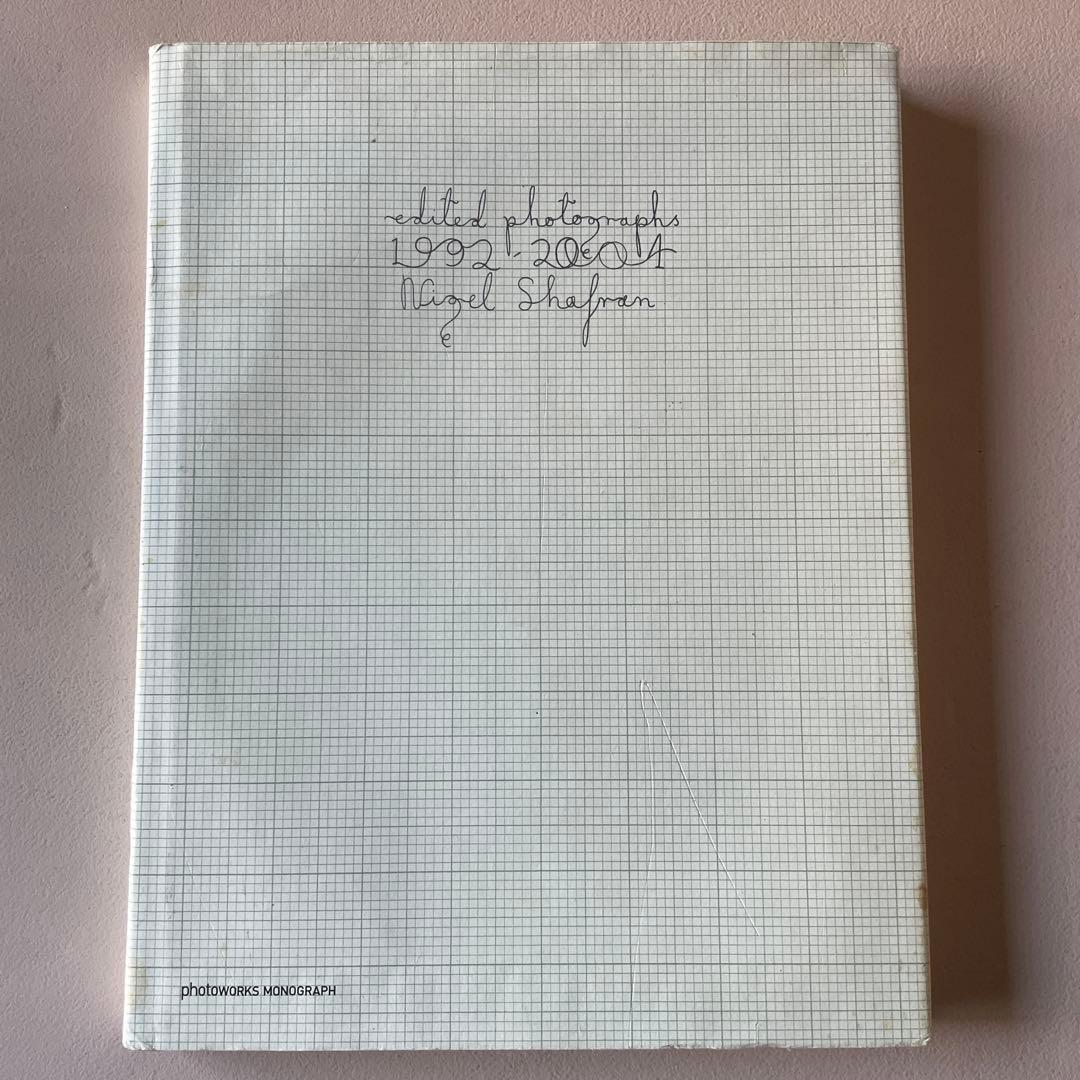 edited photographs
1992-2004
Nigel Shafran
photoworks MONOGRAPH